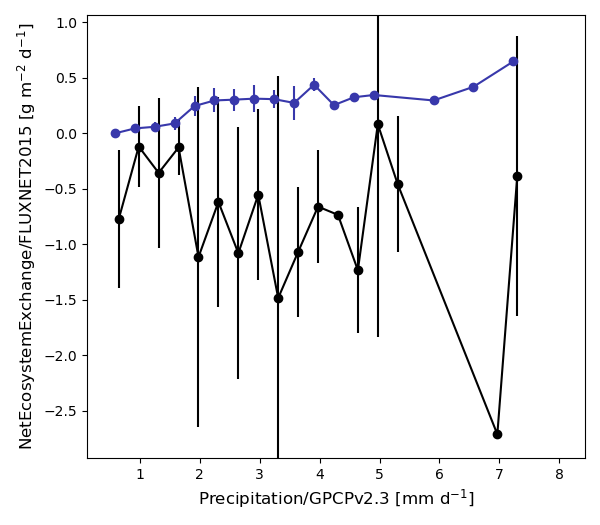 1.0
0.5
0.0
−0.5
−1.0
−1.5
−2.0
−2.5
NetEcosystemExchange/FLUXNET2015 [g m⁻² d⁻¹]
1 2 3 4 5 6 7 8
Precipitation/GPCPv2.3 [mm d⁻¹]